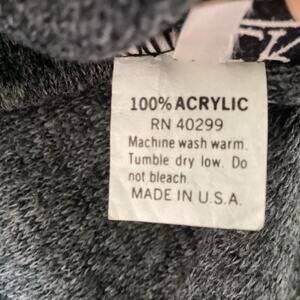 100% ACRYLIC
RN 40299
Machine wash warm.
Tumble dry low. Do
not bleach.
MADE IN U.S.A.